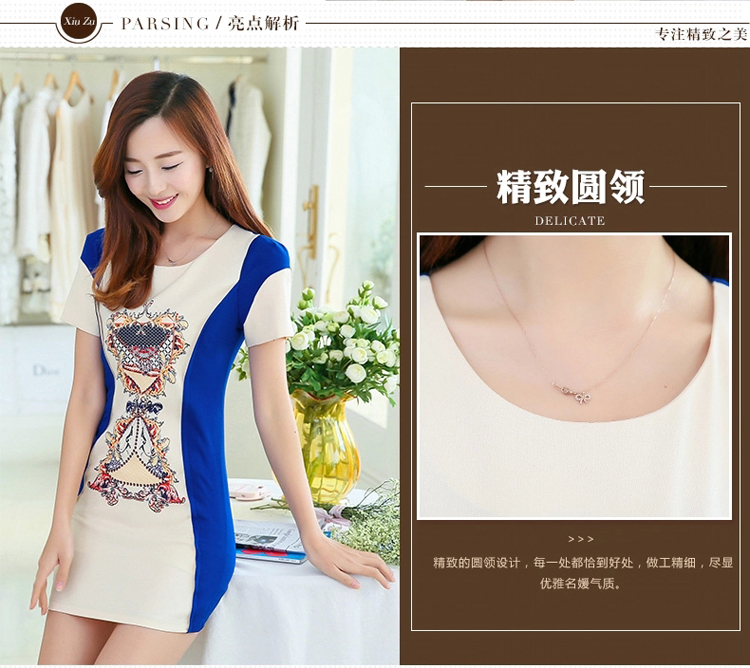 Xiu Zu
PARSING / 亮点解析
专注精致之美
精致圆领
DELICATE
Dior
>>>
精致的圆领设计，每一处都恰到好处，做工精细，尽显
优雅名媛气质。